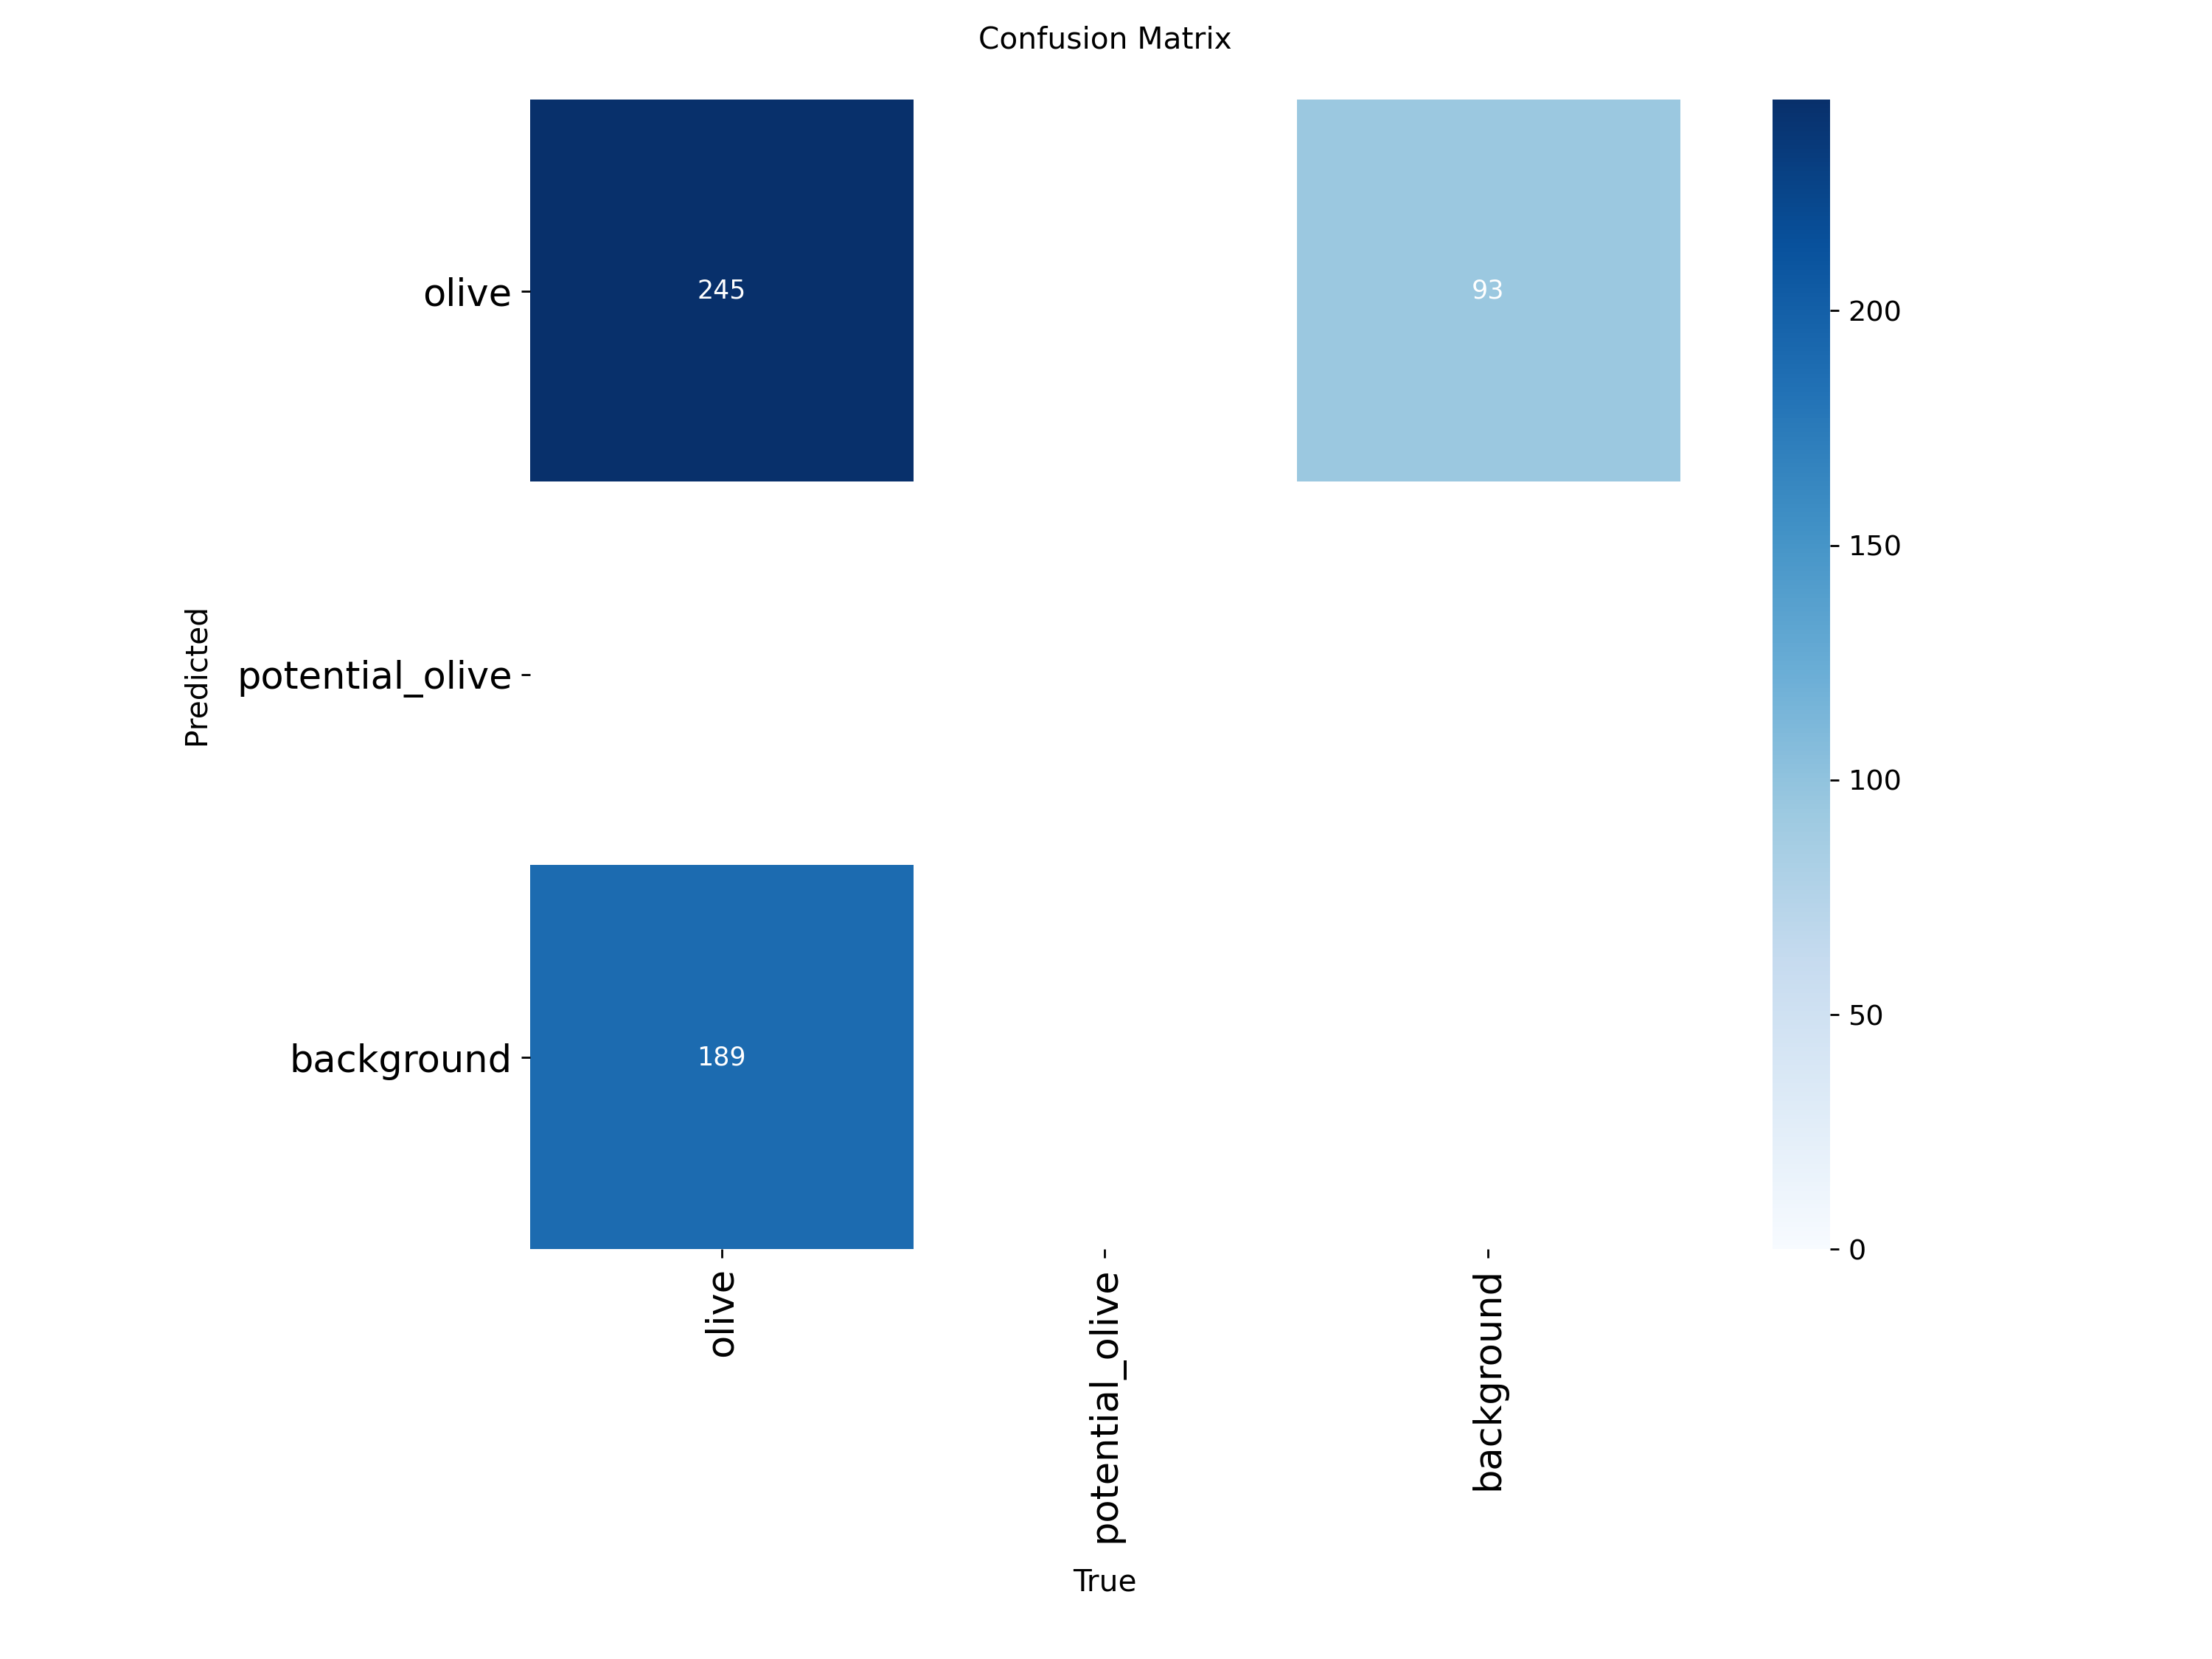 Confusion Matrix
olive
245
93
200
150
Predicted
potential_olive
100
background
189
50
0
olive
potential_olive
background
True